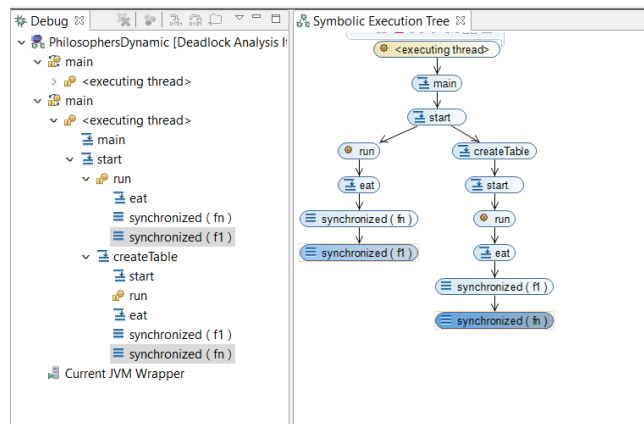 Debug
PhilosophersDynamic [Deadlock Analysis I
main
<executing thread>
main
<executing thread>
main
start
run
eat
synchronized ( fn )
synchronized ( f1 )
createTable
start
run
eat
synchronized ( f1 )
synchronized ( fn )
Current JVM Wrapper
Symbolic Execution Tree
<executing thread>
main
start
run createTable
eat start
synchronized ( fn ) run
synchronized ( f1 ) eat
synchronized ( f1 )
synchronized ( fn )